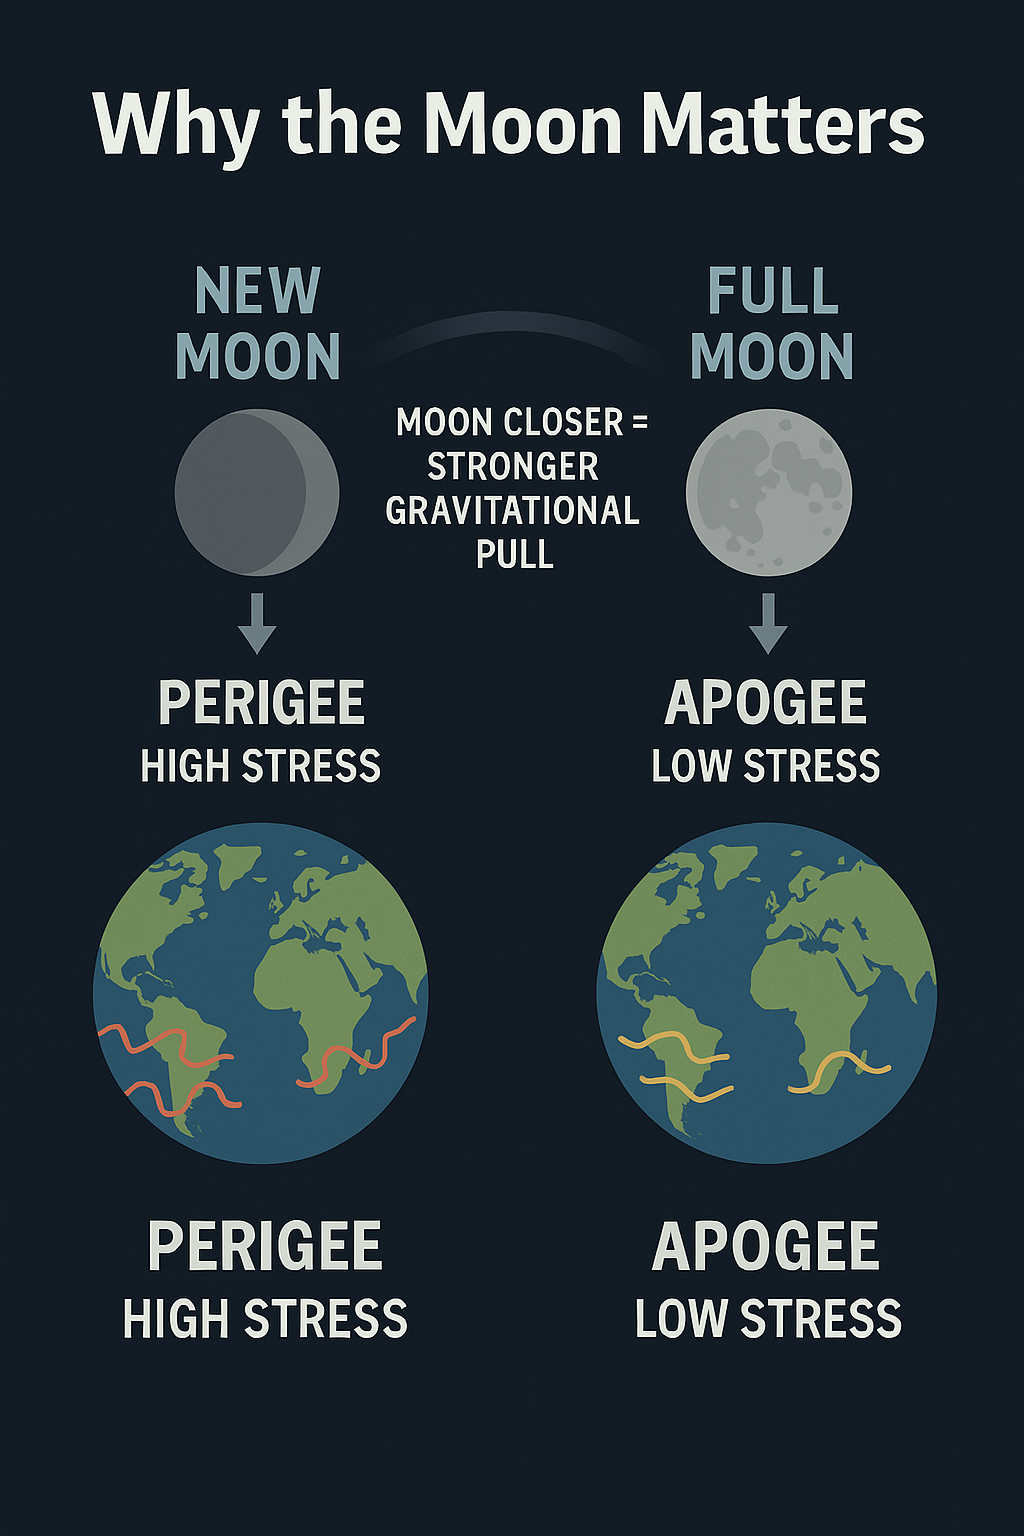 Why the Moon Matters
NEW
MOON
FULL
MOON
MOON CLOSER =
STRONGER
GRAVITATIONAL
PULL
PERIGEE
HIGH STRESS
APOGEE
LOW STRESS
PERIGEE
HIGH STRESS
APOGEE
LOW STRESS